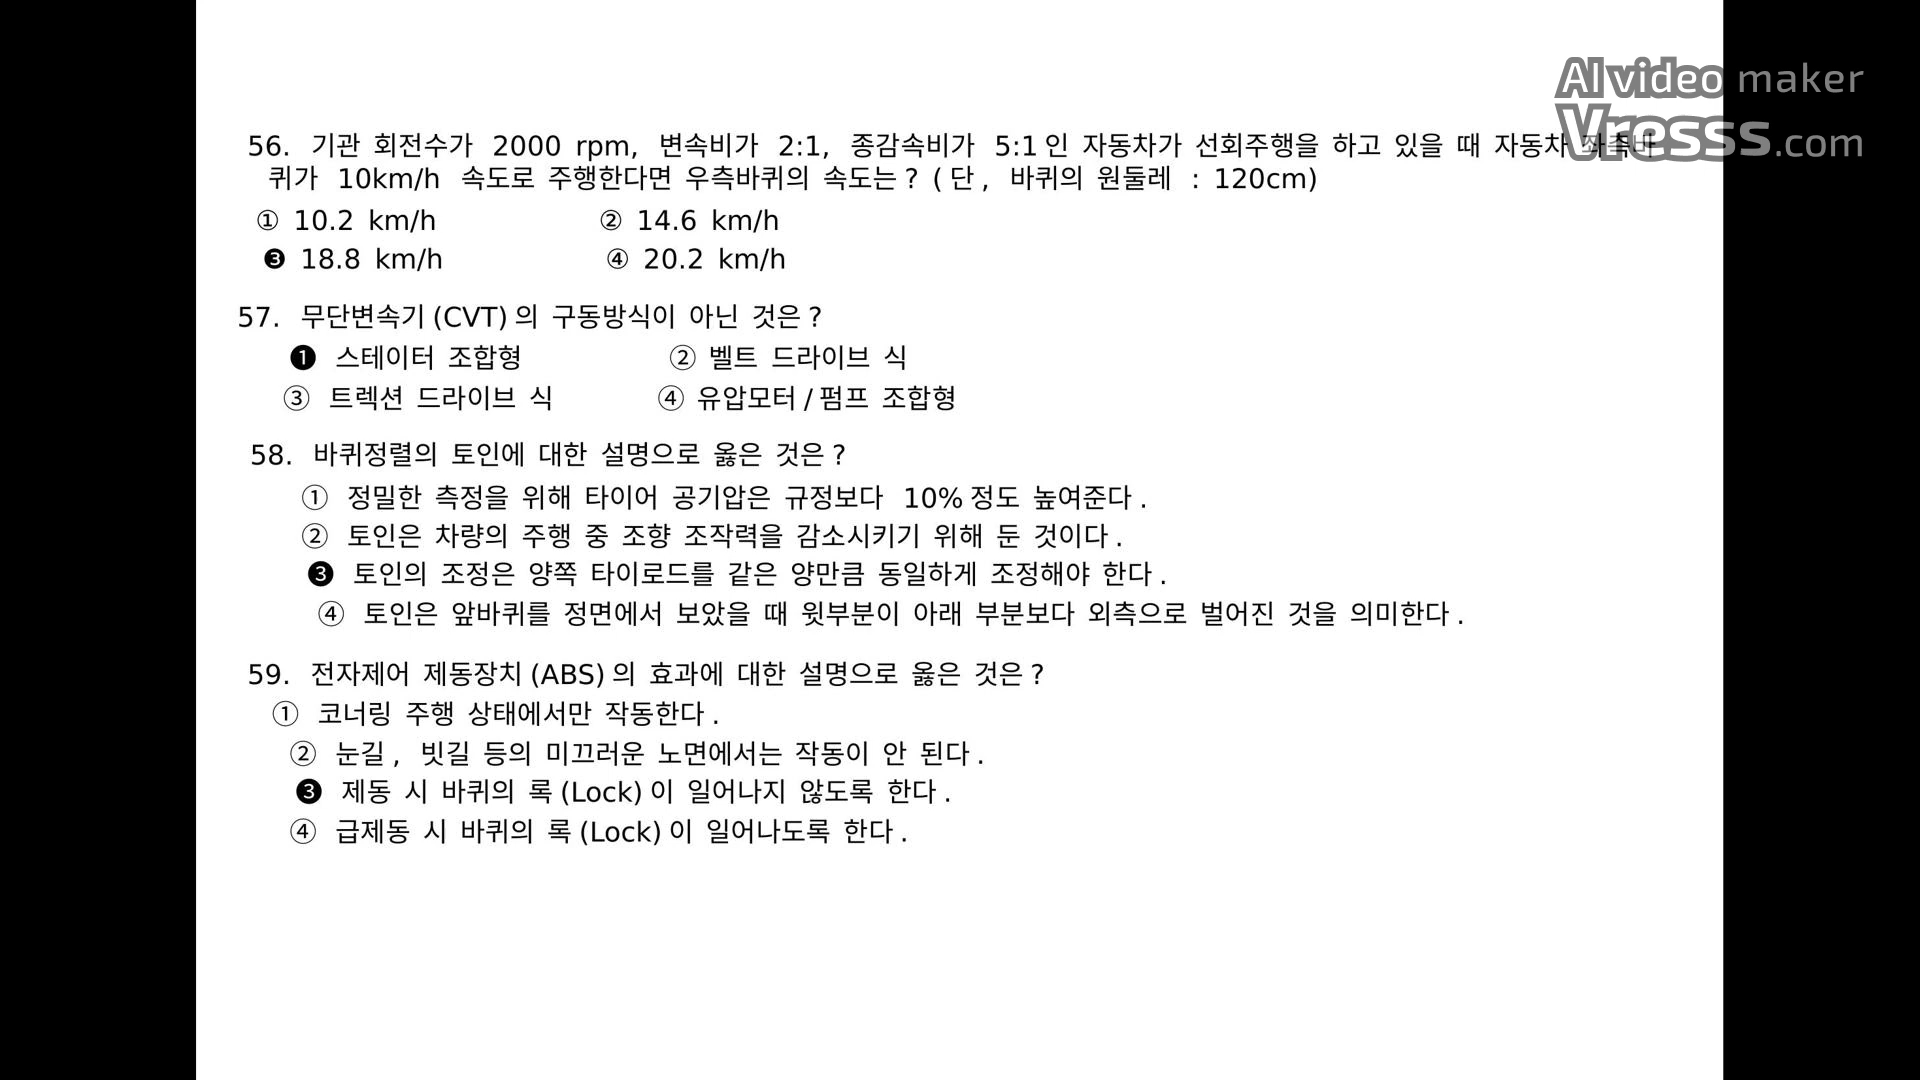 AI video maker
Vresss.com
56. 기관 회전수가 2000 rpm, 변속비가 2:1, 종감속비가 5:1인 자동차가 선회주행을 하고 있을 때 자동차 좌측바
퀴가 10km/h 속도로 주행한다면 우측바퀴의 속도는? (단, 바퀴의 원둘레 : 120cm)
① 10.2 km/h ② 14.6 km/h
❸ 18.8 km/h ④ 20.2 km/h
57. 무단변속기(CVT)의 구동방식이 아닌 것은?
❶ 스테이터 조합형 ② 벨트 드라이브 식
③ 트렉션 드라이브 식 ④ 유압모터/펌프 조합형
58. 바퀴정렬의 토인에 대한 설명으로 옳은 것은?
① 정밀한 측정을 위해 타이어 공기압은 규정보다 10%정도 높여준다.
② 토인은 차량의 주행 중 조향 조작력을 감소시키기 위해 둔 것이다.
❸ 토인의 조정은 양쪽 타이로드를 같은 양만큼 동일하게 조정해야 한다.
④ 토인은 앞바퀴를 정면에서 보았을 때 윗부분이 아래 부분보다 외측으로 벌어진 것을 의미한다.
59. 전자제어 제동장치(ABS)의 효과에 대한 설명으로 옳은 것은?
① 코너링 주행 상태에서만 작동한다.
② 눈길, 빗길 등의 미끄러운 노면에서는 작동이 안 된다.
❸ 제동 시 바퀴의 록(Lock)이 일어나지 않도록 한다.
④ 급제동 시 바퀴의 록(Lock)이 일어나도록 한다.